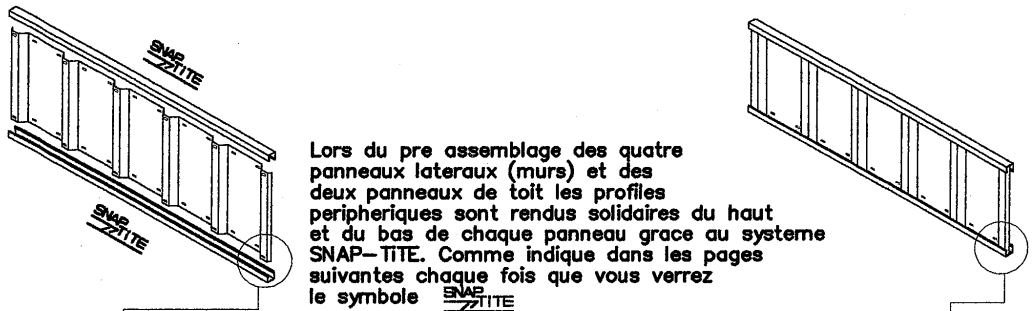 SNAP
TITE
SNAP
TITE
Lors du pre assemblage des quatre
panneaux lateraux (murs) et des
deux panneaux de toit les profiles
peripheriques sont rendus solidaires du haut
et du bas de chaque panneau grace au systeme
SNAP-TITE. Comme indique dans les pages
suivantes chaque fois que vous verrez
le symbole SNAP TITE